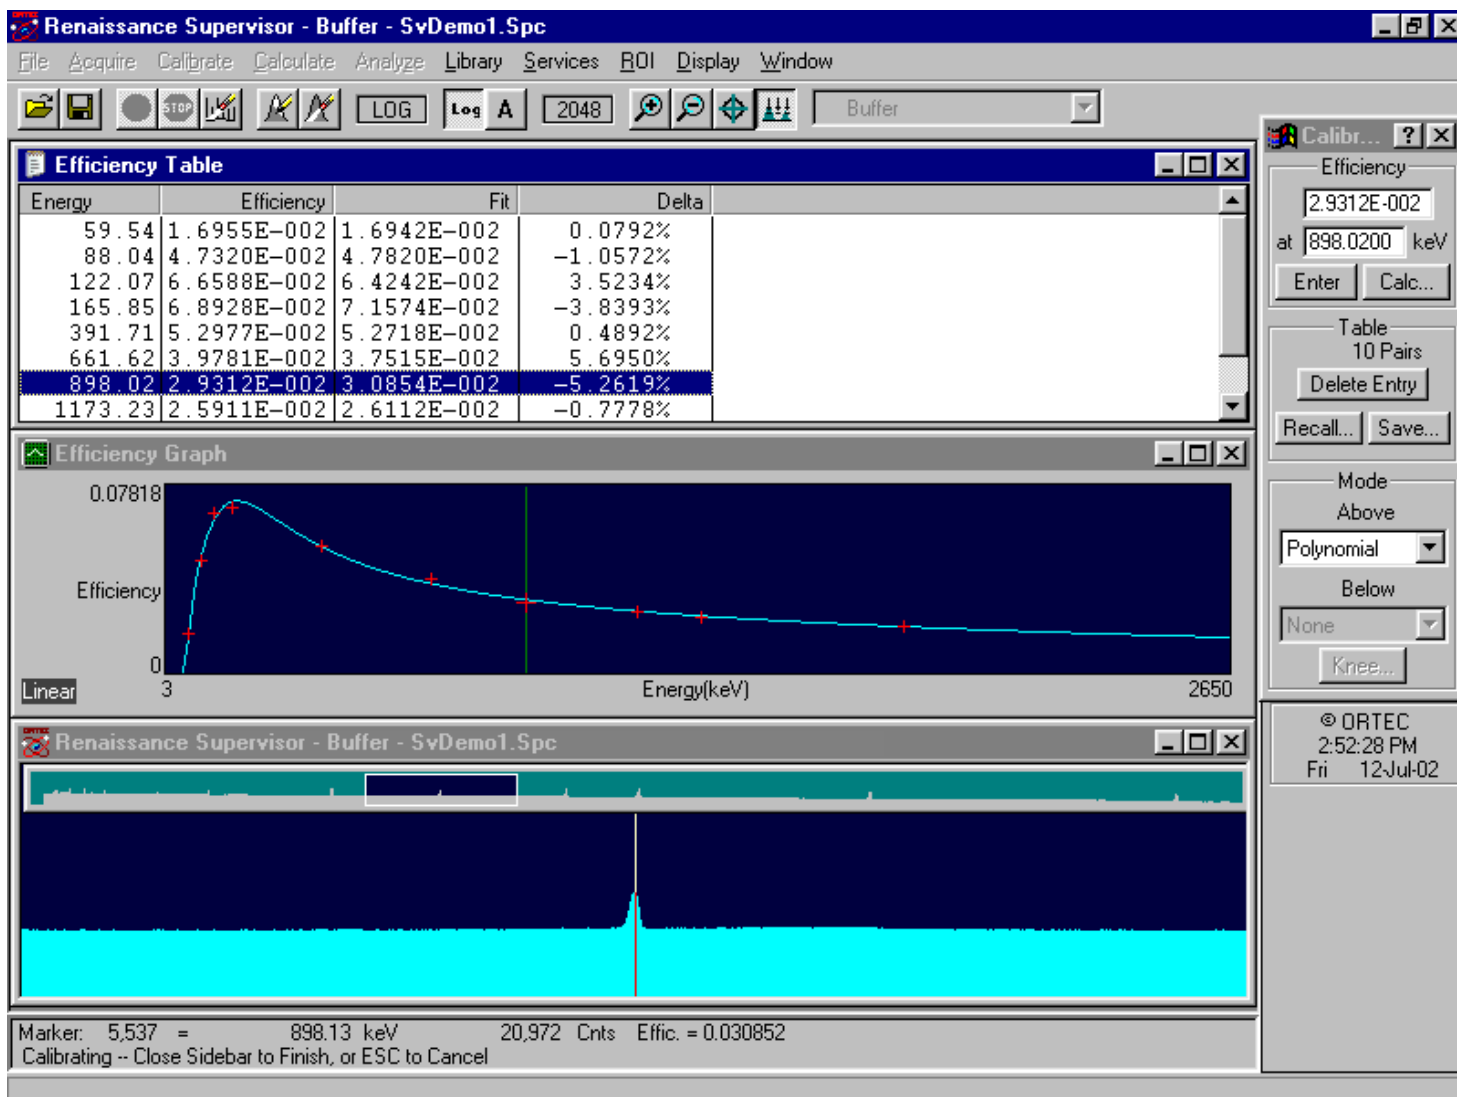 Renaissance Supervisor - Buffer - SvDemo1.Spc
File Acquire Calibrate Calculate Analyze Library Services ROI Display Window
STOP LOG Log A 2048 Buffer
Efficiency Table
Energy Efficiency Fit Delta
59.54 1.6955E-002 1.6942E-002 0.0792%
88.04 4.7320E-002 4.7820E-002 -1.0572%
122.07 6.6588E-002 6.4242E-002 3.5234%
165.85 6.8928E-002 7.1574E-002 -3.8393%
391.71 5.2977E-002 5.2718E-002 0.4892%
661.62 3.9781E-002 3.7515E-002 5.6950%
898.02 2.9312E-002 3.0854E-002 -5.2619%
1173.23 2.5911E-002 2.6112E-002 -0.7778%
Efficiency Graph
0.07818
Efficiency
0
Linear 3 Energy(keV) 2650
ORTEC
Renaissance Supervisor - Buffer - SvDemo1.Spc
Marker: 5,537 = 898.13 keV 20,972 Cnts Effic. = 0.030852
Calibrating -- Close Sidebar to Finish, or ESC to Cancel
Calibr... ?
Efficiency
2.9312E-002
at 898.0200 keV
Enter Calc...
Table
10 Pairs
Delete Entry
Recall... Save...
Mode
Above
Polynomial
Below
None
Knee...
© ORTEC
2:52:28 PM
Fri 12-Jul-02